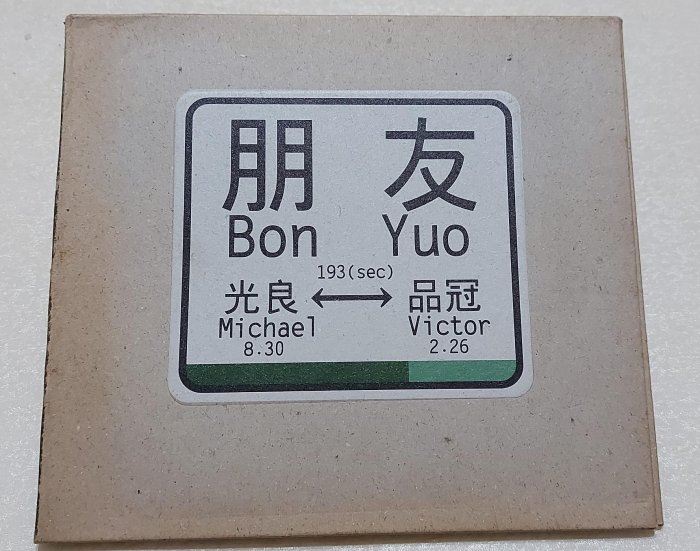 朋友
Bon Yuo
193(sec)
光良 ↔ 品冠
Michael Victor
8.30 2.26